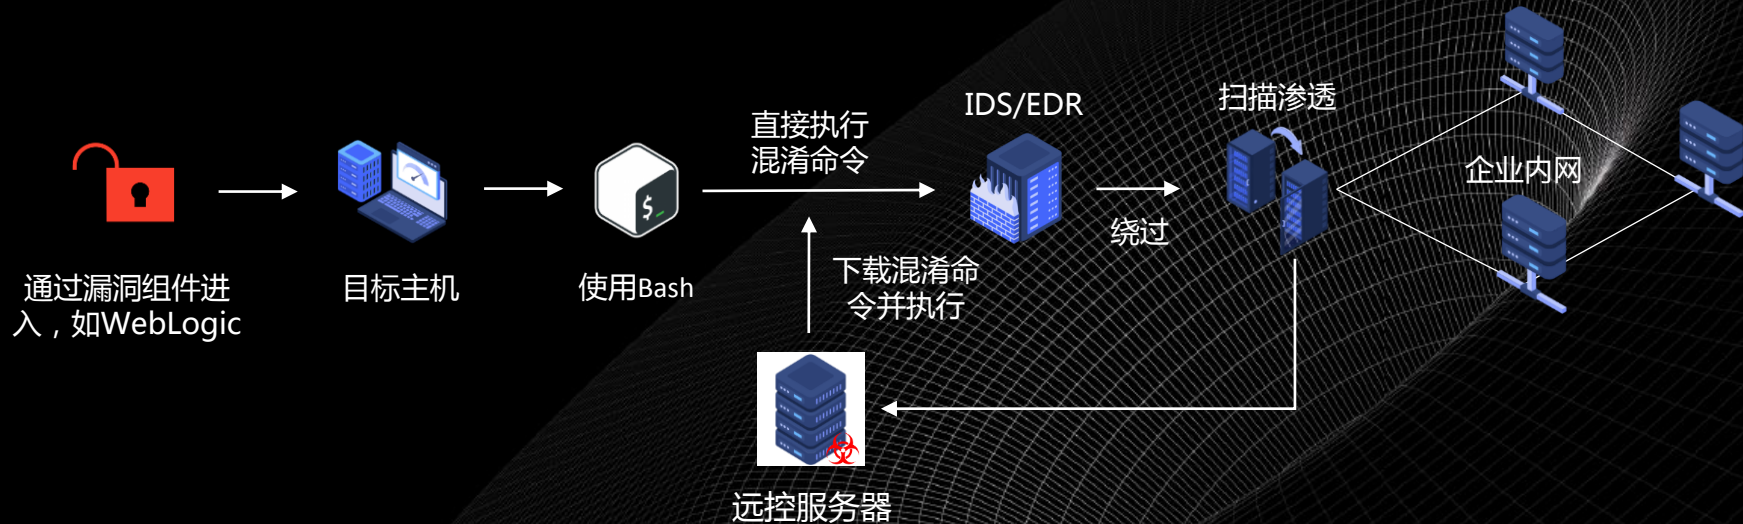 通过漏洞组件进
入，如WebLogic
目标主机
$_
使用Bash
直接执行
混淆命令
下载混淆命
令并执行
远控服务器
IDS/EDR
绕过
扫描渗透
企业内网